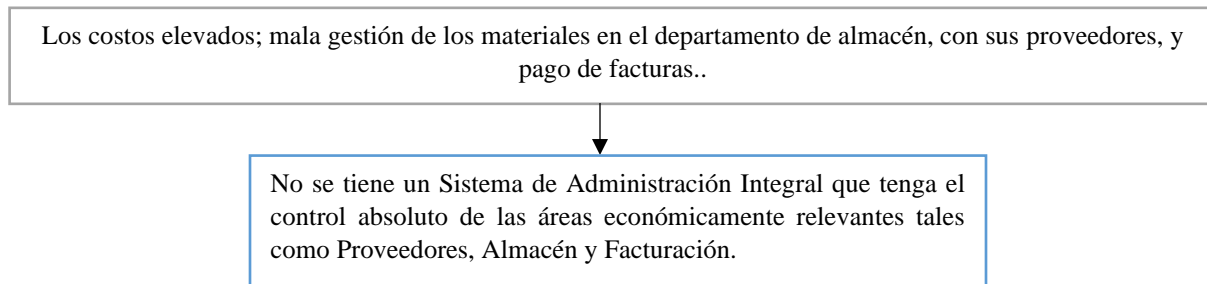 Los costos elevados; mala gestión de los materiales en el departamento de almacén, con sus proveedores, y
pago de facturas..
No se tiene un Sistema de Administración Integral que tenga el
control absoluto de las áreas económicamente relevantes tales
como Proveedores, Almacén y Facturación.